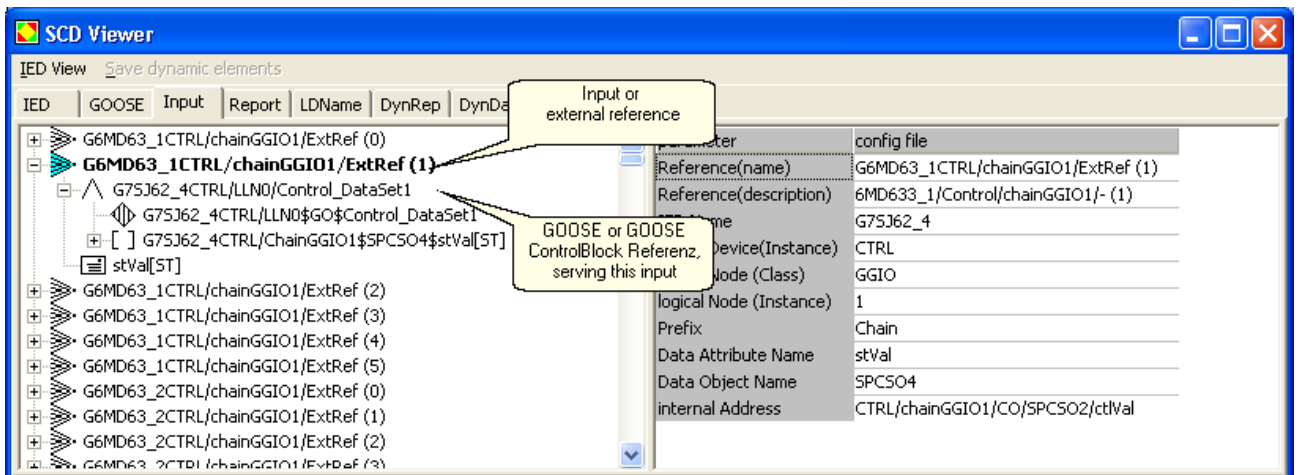 SCD Viewer
IED View Save dynamic elements
IED GOOSE Input Report LDName DynRep DynDa
Input or
external reference
G6MD63_1CTRL/chainGGIO1/ExtRef (0)
G6MD63_1CTRL/chainGGIO1/ExtRef (1)
G7SJ62_4CTRL/LLN0/Control_DataSet1
G7SJ62_4CTRL/LLN0$GO$Control_DataSet1
G7SJ62_4CTRL/ChainGGIO1$SPCSO4$stVal[ST]
stVal[ST]
G6MD63_1CTRL/chainGGIO1/ExtRef (2)
G6MD63_1CTRL/chainGGIO1/ExtRef (3)
G6MD63_1CTRL/chainGGIO1/ExtRef (4)
G6MD63_1CTRL/chainGGIO1/ExtRef (5)
G6MD63_2CTRL/chainGGIO1/ExtRef (0)
G6MD63_2CTRL/chainGGIO1/ExtRef (1)
G6MD63_2CTRL/chainGGIO1/ExtRef (2)
G6MD63_2CTRL/chainGGIO1/ExtRef (3)
GOOSE or GOOSE
ControlBlock Referenz,
serving this input
parameter config file
Reference(name) G6MD63_1CTRL/chainGGIO1/ExtRef (1)
Reference(description) 6MD633_1/Control/chainGGIO1/- (1)
Name G7SJ62_4
Device(Instance) CTRL
Node (Class) GGIO
logical Node (Instance) 1
Prefix Chain
Data Attribute Name stVal
Data Object Name SPCSO4
internal Address CTRL/chainGGIO1/CO/SPCSO2/ctlVal